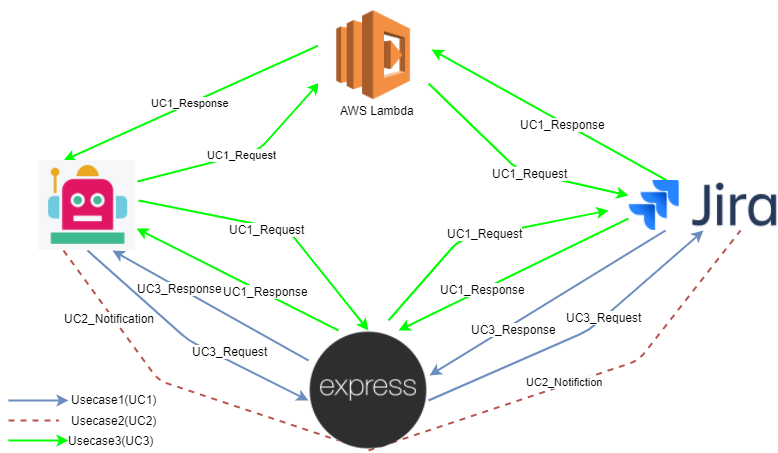 AWS Lambda
UC1_Response
UC1_Response
UC1_Request
UC1_Request
Jira
UC1_Request
UC1_Request
UC3_Response
UC1_Response
UC1_Response
UC2_Notification
UC3_Request
UC3_Response
UC3_Request
express
UC2_Notifiction
Usecase1(UC1)
Usecase2(UC2)
Usecase3(UC3)